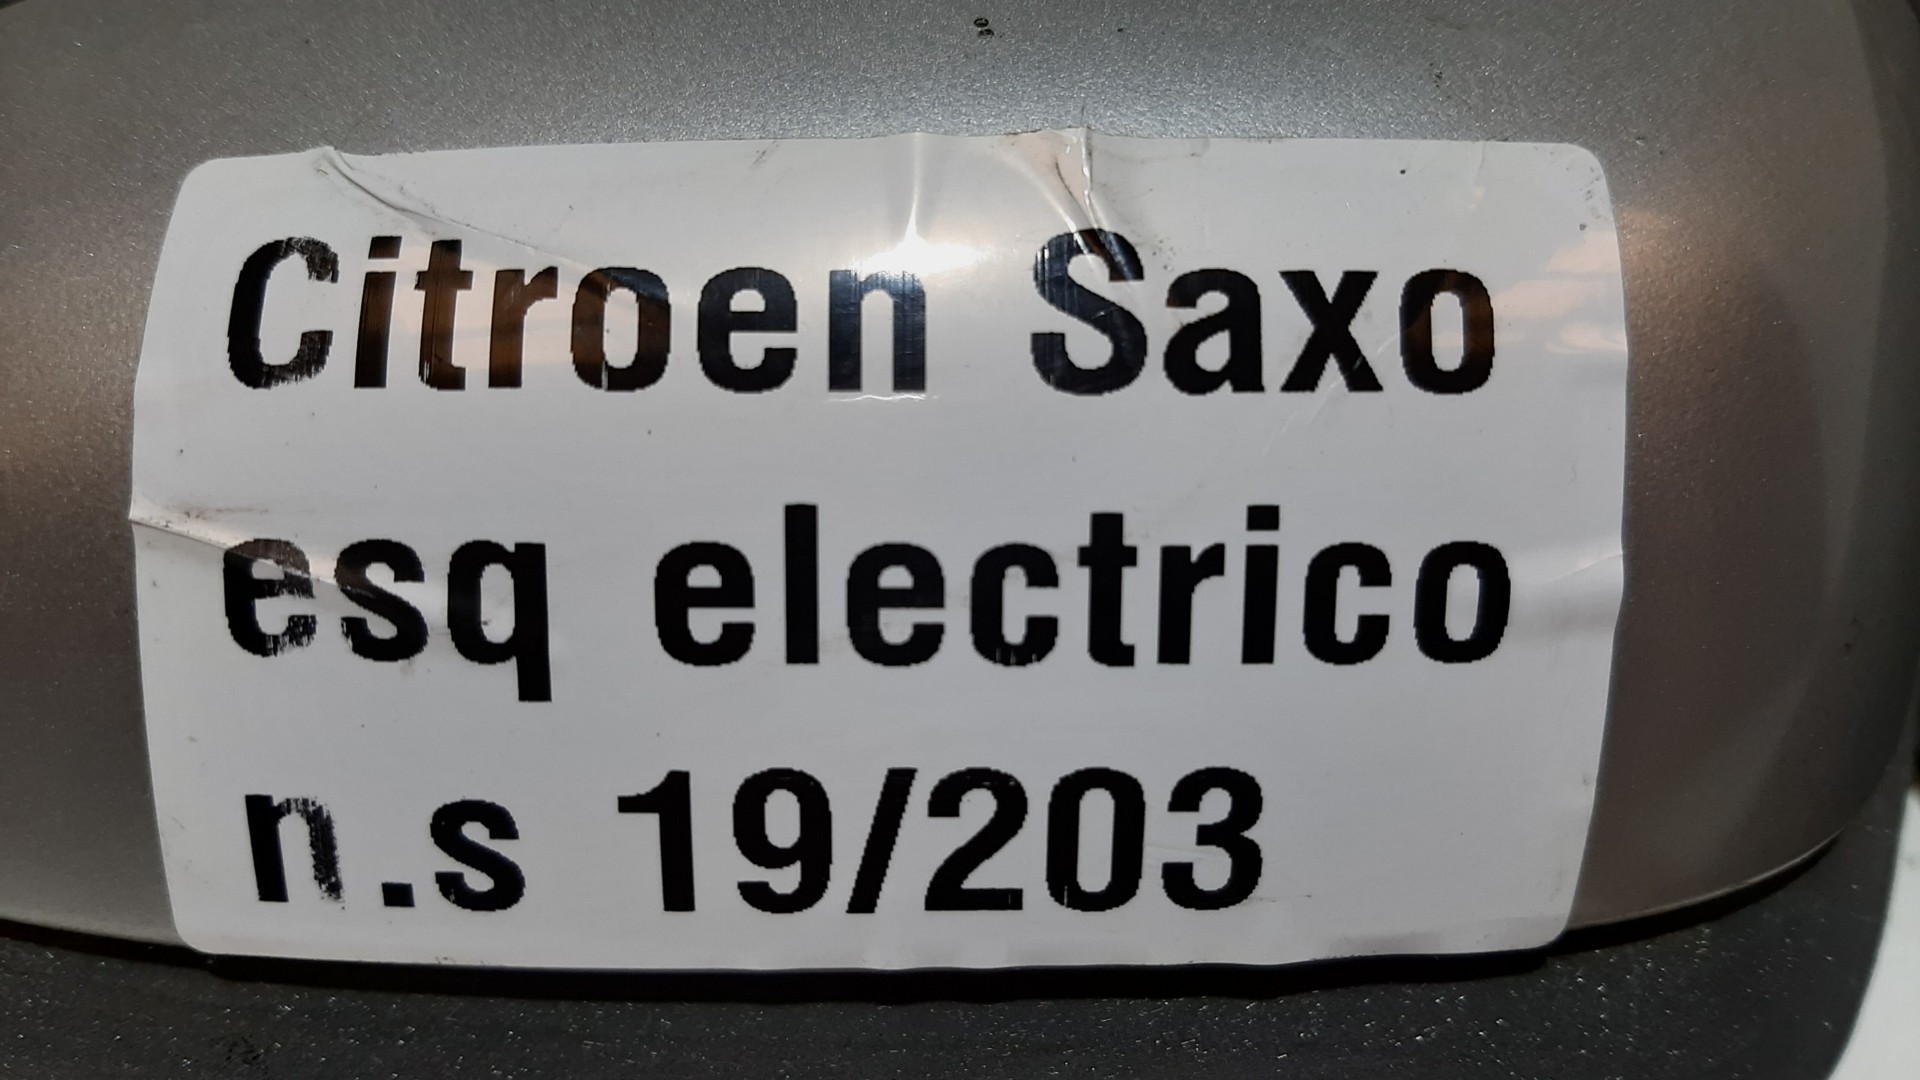 Citroen Saxo
esq electrico
n.s 19/203